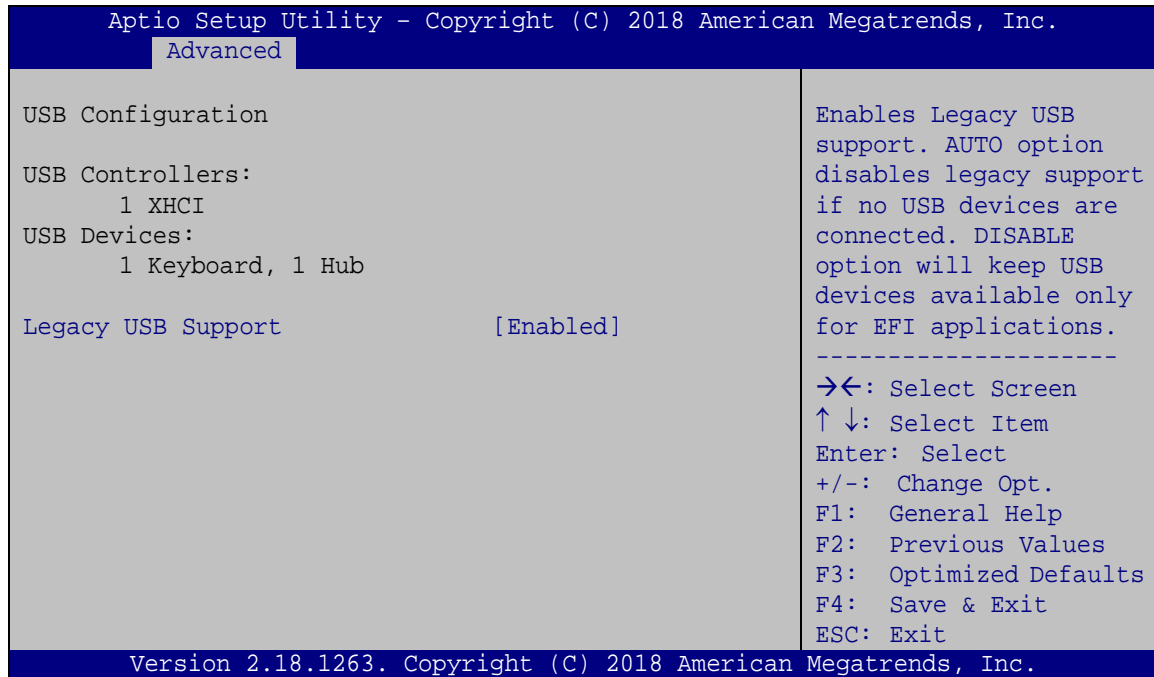 Aptio Setup Utility – Copyright (C) 2018 American Megatrends, Inc.
Advanced
USB Configuration
USB Controllers:
1 XHCI
USB Devices:
1 Keyboard, 1 Hub
Legacy USB Support [Enabled]
Enables Legacy USB
support. AUTO option
disables legacy support
if no USB devices are
connected. DISABLE
option will keep USB
devices available only
for EFI applications.
---------------------
→←: Select Screen
↑ ↓: Select Item
Enter: Select
+/-: Change Opt.
F1: General Help
F2: Previous Values
F3: Optimized Defaults
F4: Save & Exit
ESC: Exit
Version 2.18.1263. Copyright (C) 2018 American Megatrends, Inc.